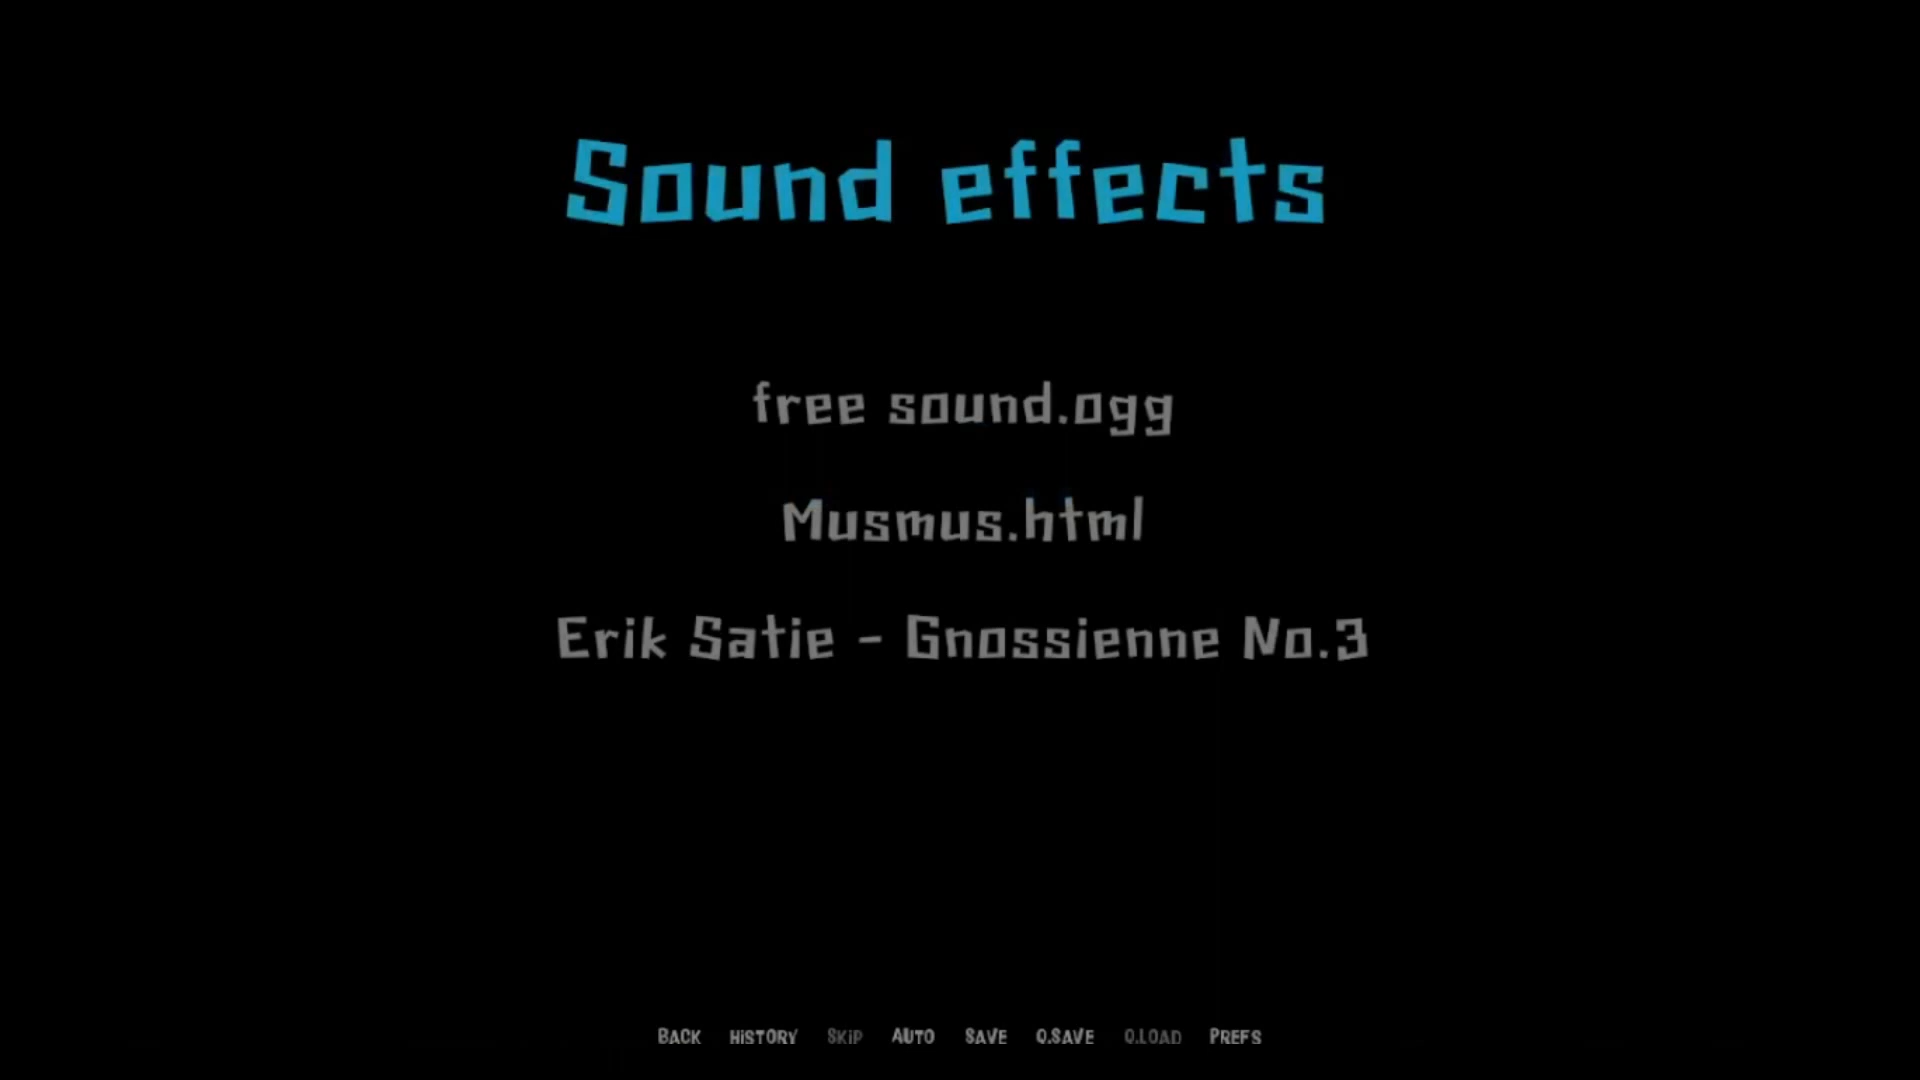 Sound effects
free sound.ogg
Musmus.html
Erik Satie - Gnossienne No.3
BACK HiSTORY SKiP AUTO SAVE Q.SAVE Q.LOAD PREFS